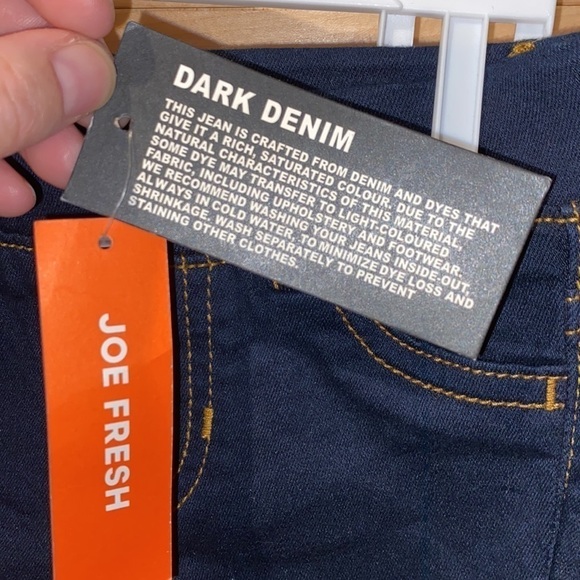 DARK DENIM
THIS JEAN IS CRAFTED FROM DENIM AND DYES THAT
GIVE IT A RICH, SATURATED COLOUR. DUE TO THE
NATURAL CHARACTERISTICS OF THIS MATERIAL,
SOME DYE MAY TRANSFER TO LIGHT-COLOURED
FABRIC, INCLUDING UPHOLSTERY AND FOOTWEAR.
WE RECOMMEND WASHING YOUR JEANS INSIDE-OUT,
ALWAYS IN COLD WATER, TO MINIMIZE DYE LOSS AND
SHRINKAGE. WASH SEPARATELY TO PREVENT
STAINING OTHER CLOTHES.
JOE FRESH